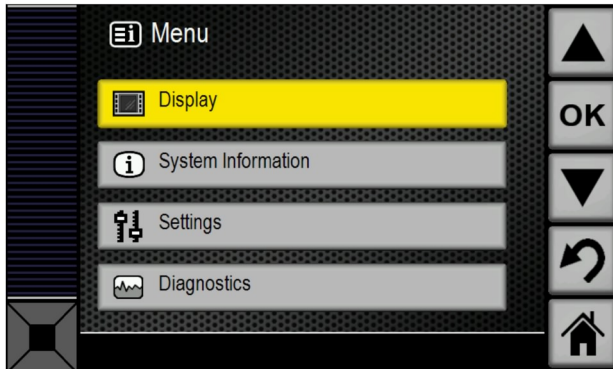 Menu
Display
OK
System Information
Settings
Diagnostics